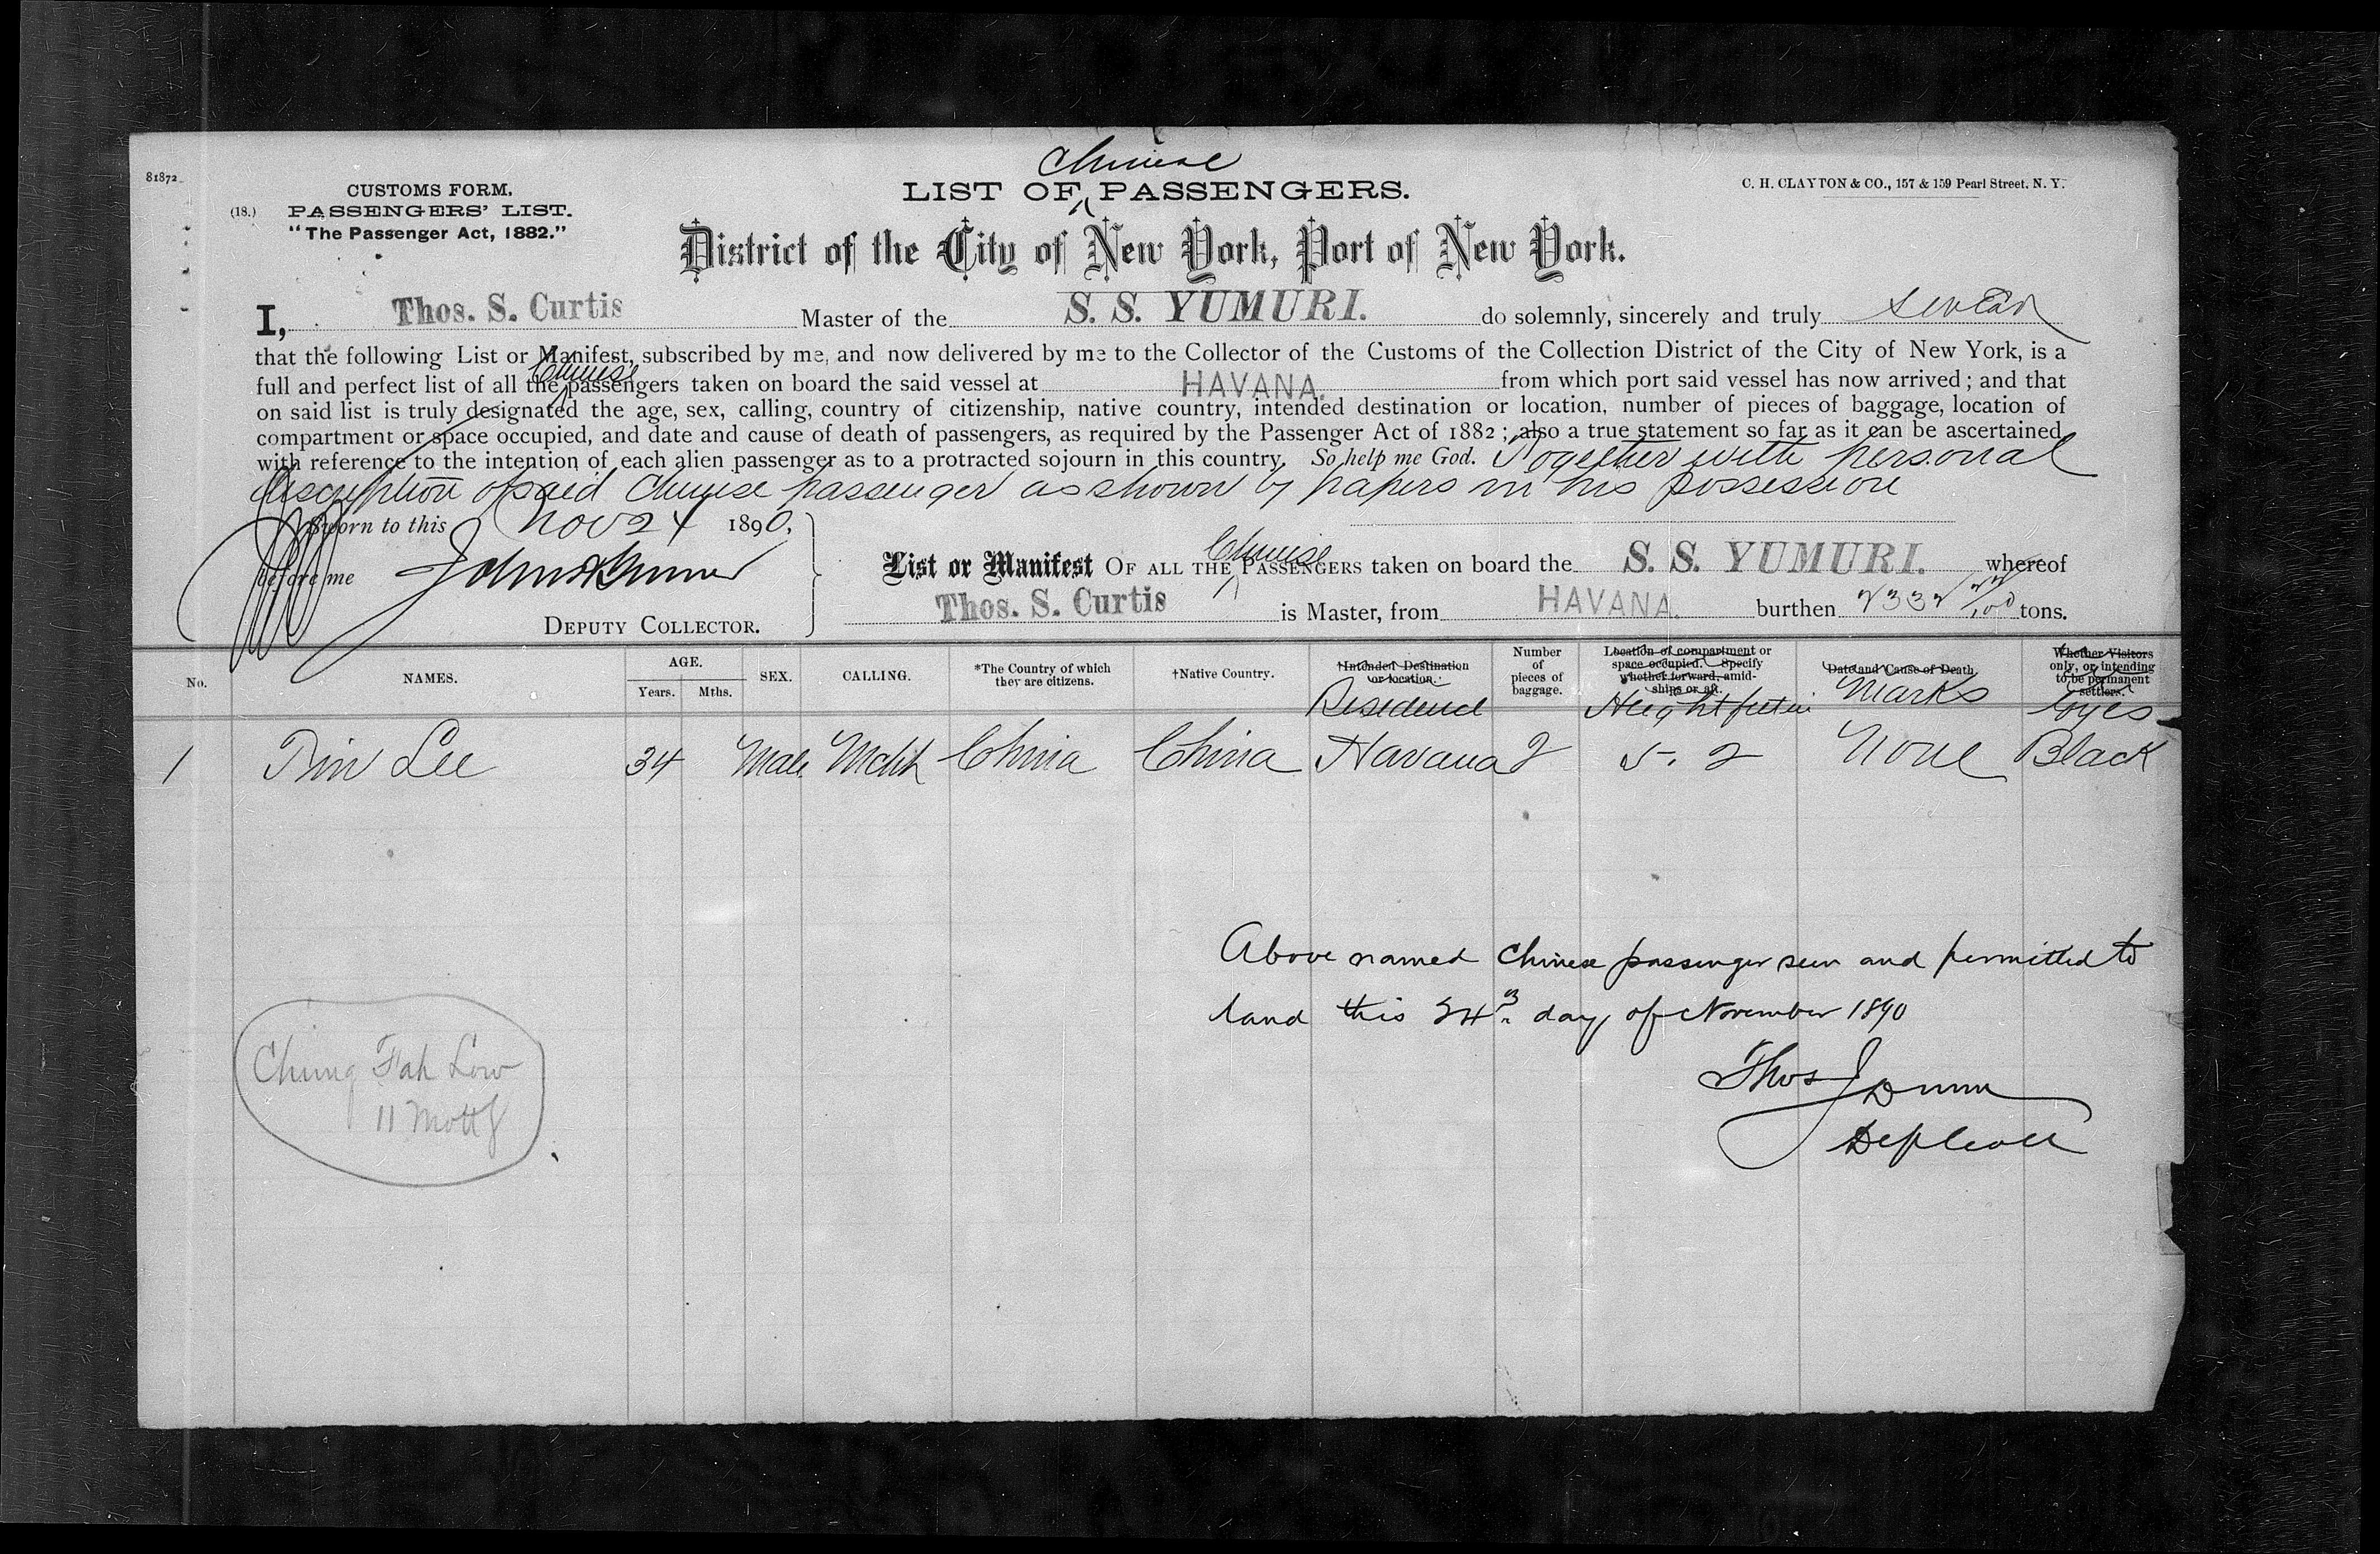 81872
CUSTOMS FORM.
(18.) PASSENGERS' LIST.
"The Passenger Act, 1882."
Chinese
LIST OF PASSENGERS.
C. H. CLAYTON & CO., 157 & 159 Pearl Street, N. Y.
District of the City of New York, Port of New York.
I, Thos. S. Curtis Master of the S. S. YUMURI. do solemnly, sincerely and truly swear
that the following List or Manifest, subscribed by me, and now delivered by me to the Collector of the Customs of the Collection District of the City of New York, is a
full and perfect list of all the Chinese passengers taken on board the said vessel at HAVANA. from which port said vessel has now arrived; and that
on said list is truly designated the age, sex, calling, country of citizenship, native country, intended destination or location, number of pieces of baggage, location of
compartment or space occupied, and date and cause of death of passengers, as required by the Passenger Act of 1882; also a true statement so far as it can be ascertained
with reference to the intention of each alien passenger as to a protracted sojourn in this country. So help me God. Together with personal
description of said Chinese passenger as shown by papers in his possession
Sworn to this Nov 24 1890,
before me
DEPUTY COLLECTOR.
List or Manifest OF ALL THE Chinese PASSENGERS taken on board the S. S. YUMURI. whereof
Thos. S. Curtis is Master, from HAVANA. burthen 2332 22/100 tons.
No. NAMES. AGE. Years. Mths. SEX. CALLING. *The Country of which they are citizens. †Native Country. Intended Destination or location. Residence Number of pieces of baggage. Location of compartment or space occupied. Specify whether forward, amidships or aft. Height feet in Date and Cause of Death. Marks Whether Visitors only, or intending to be permanent settlers. Eyes
1 Tin Lee 34 Male Mcht China China Havana 2 5. 2 None Black
Above named Chinese passenger seen and permitted to
land this 24th day of November 1890
Thos J Dunn
Dep Coll
Chung Fah Low
11 Mott